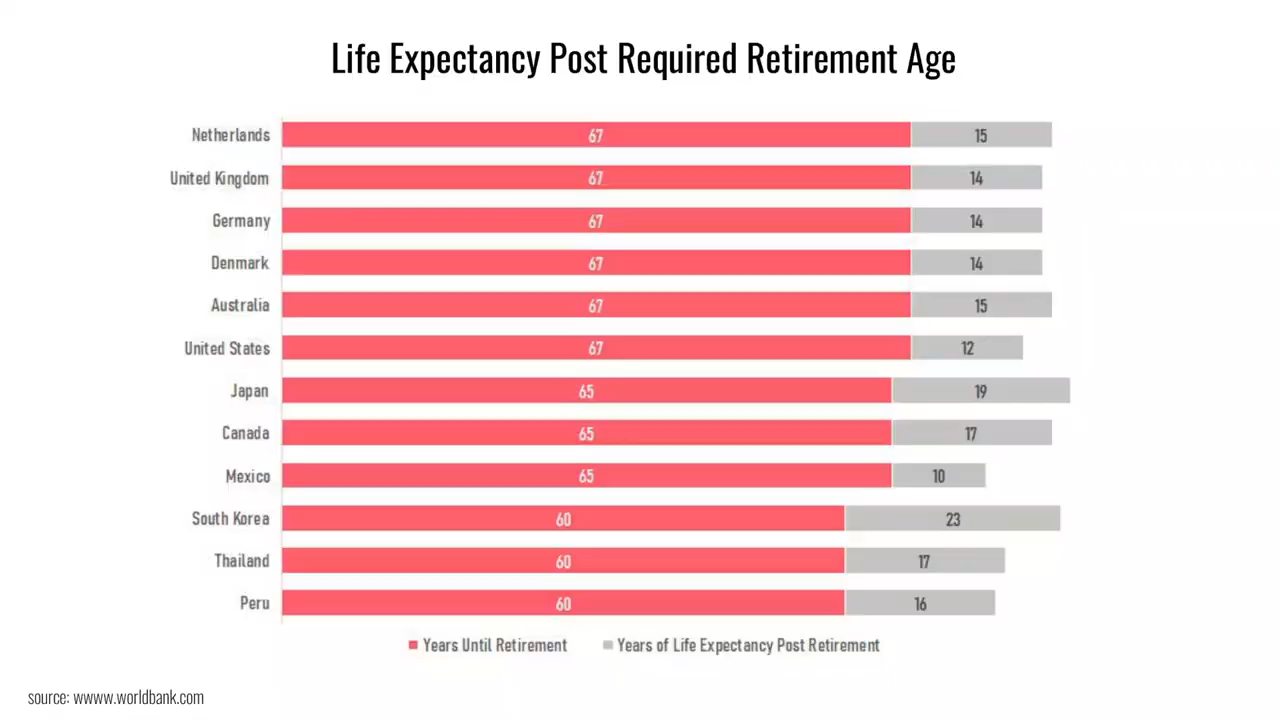 Life Expectancy Post Required Retirement Age
Netherlands 67 15
United Kingdom 67 14
Germany 67 14
Denmark 67 14
Australia 67 15
United States 67 12
Japan 65 19
Canada 65 17
Mexico 65 10
South Korea 60 23
Thailand 60 17
Peru 60 16
Years Until Retirement Years of Life Expectancy Post Retirement
source: wwww.worldbank.com